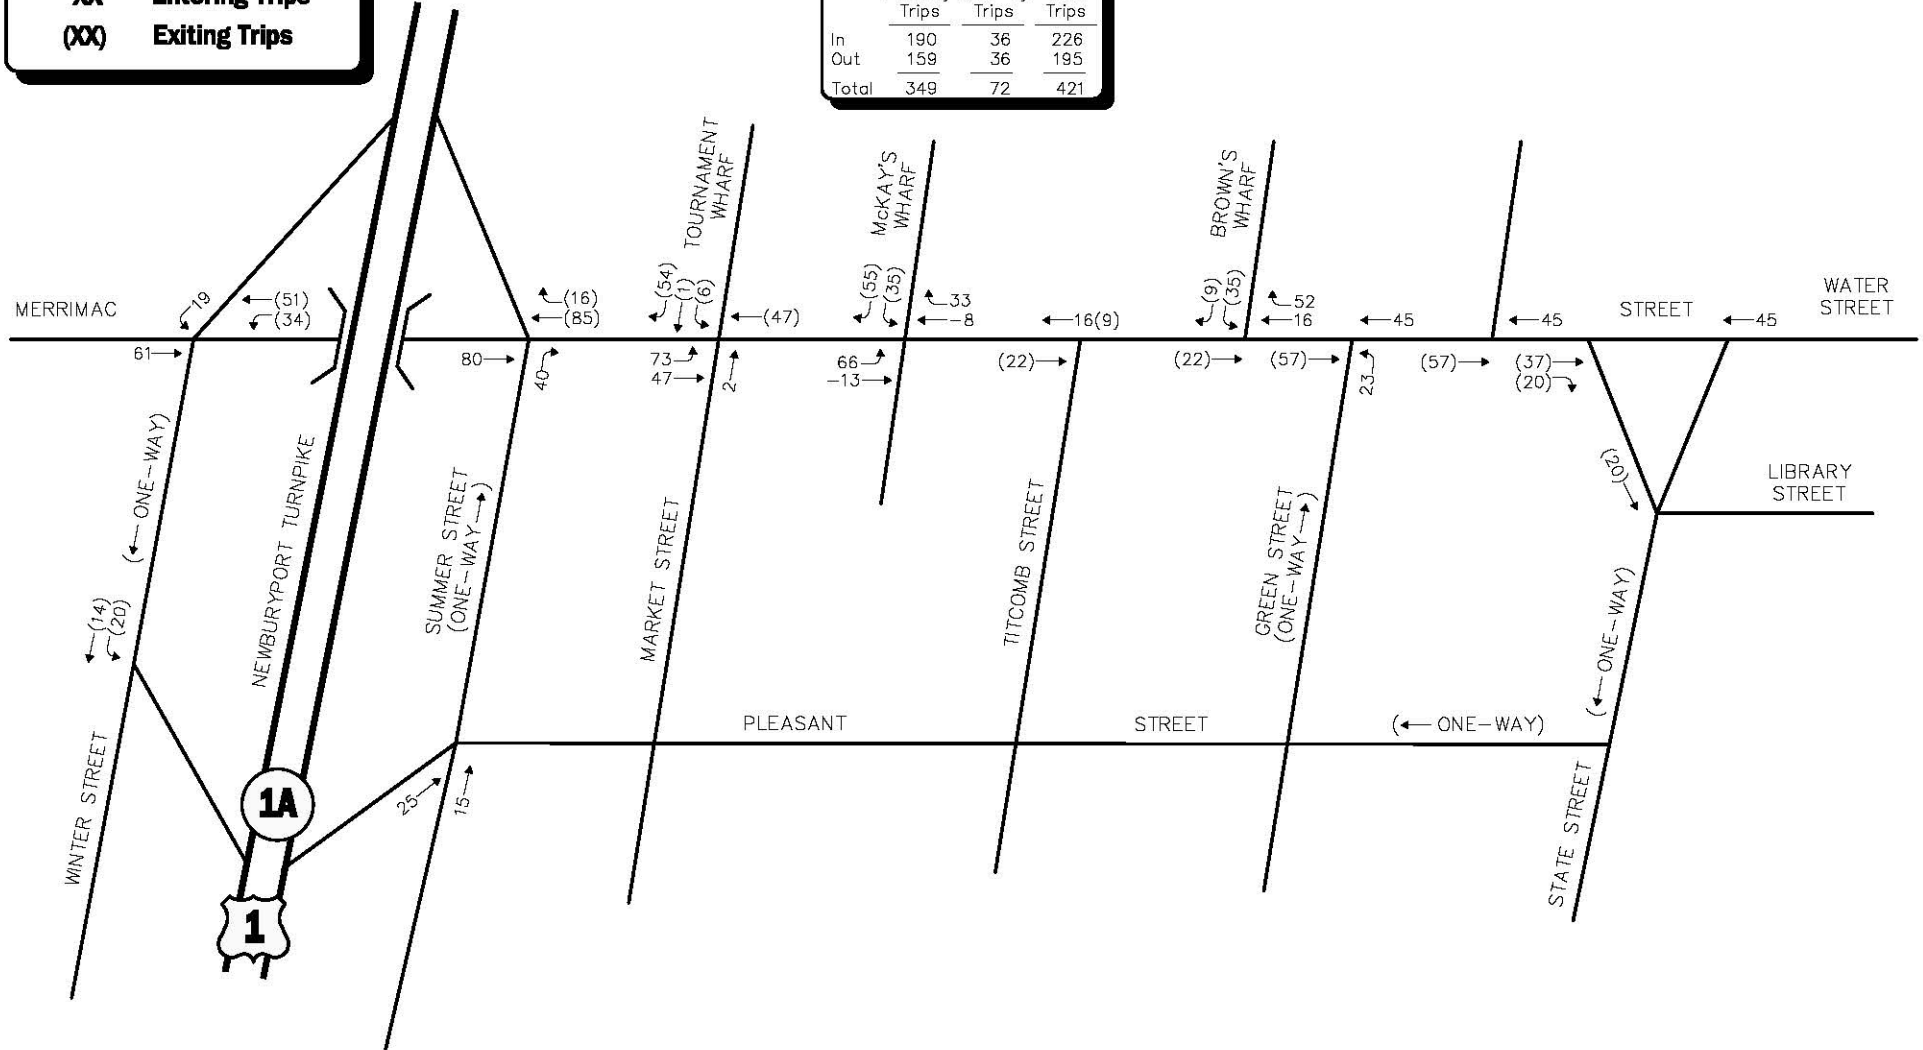 (XX) Exiting Trips
Trips Trips Trips
In 190 36 226
Out 159 36 195
Total 349 72 421
TOURNAMENT
WHARF
McKAY'S
WHARF
BROWN'S
WHARF
MERRIMAC
STREET
WATER
STREET
19
(51)
(34)
(16)
(85)
(54)
(1)
(6)
(47)
(55)
(35)
33
-8
16(9)
(9)
(35)
52
16
45
45
45
61
80
40
73
47
2
66
-13
(22)
(22)
(57)
23
(57)
(37)
(20)
(20)
LIBRARY
STREET
(ONE-WAY)
NEWBURYPORT TURNPIKE
SUMMER STREET
(ONE-WAY)
MARKET STREET
TITCOMB STREET
GREEN STREET
(ONE-WAY)
(ONE-WAY)
(14)
(20)
PLEASANT
STREET
(ONE-WAY)
WINTER STREET
25
15
STATE STREET
1A
1